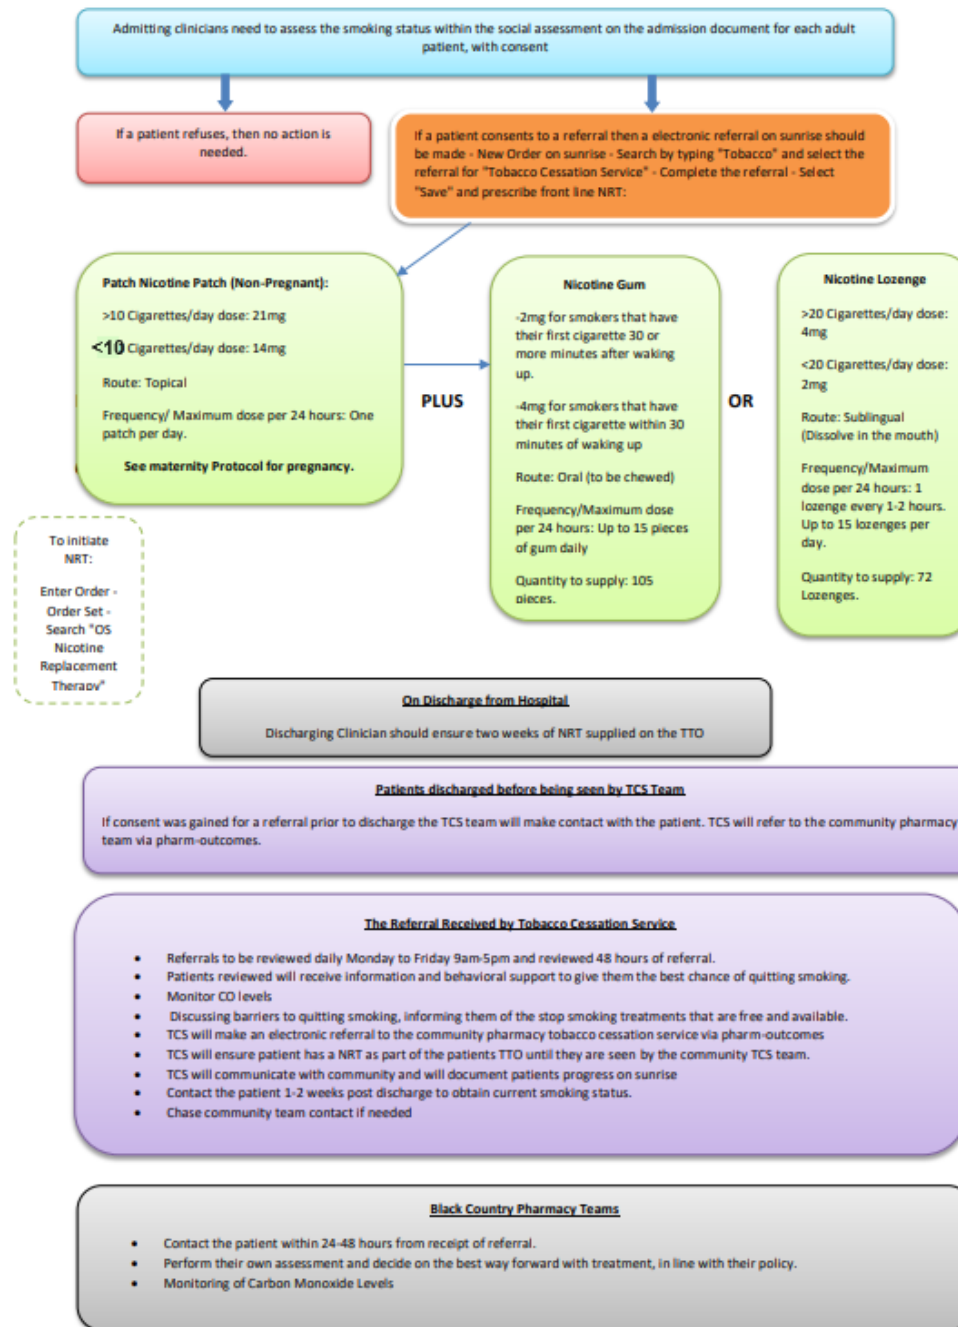 Admitting clinicians need to assess the smoking status within the social assessment on the admission document for each adult
patient, with consent
If a patient refuses, then no action is
needed.
If a patient consents to a referral then a electronic referral on sunrise should
be made - New Order on sunrise - Search by typing "Tobacco" and select the
referral for "Tobacco Cessation Service" - Complete the referral - Select
"Save" and prescribe front line NRT:
Patch Nicotine Patch (Non-Pregnant):
>10 Cigarettes/day dose: 21mg
<10 Cigarettes/day dose: 14mg
Route: Topical
Frequency/ Maximum dose per 24 hours: One
patch per day.
See maternity Protocol for pregnancy.
PLUS
Nicotine Gum
-2mg for smokers that have
their first cigarette 30 or
more minutes after waking
up.
-4mg for smokers that have
their first cigarette within 30
minutes of waking up
Route: Oral (to be chewed)
Frequency/Maximum dose
per 24 hours: Up to 15 pieces
of gum daily
Quantity to supply: 105
pieces.
OR
Nicotine Lozenge
>20 Cigarettes/day dose:
4mg
<20 Cigarettes/day dose:
2mg
Route: Sublingual
(Dissolve in the mouth)
Frequency/Maximum
dose per 24 hours: 1
lozenge every 1-2 hours.
Up to 15 lozenges per
day.
Quantity to supply: 72
Lozenges.
To initiate
NRT:
Enter Order -
Order Set -
Search "OS
Nicotine
Replacement
Therapy"
On Discharge from Hospital
Discharging Clinician should ensure two weeks of NRT supplied on the TTO
Patients discharged before being seen by TCS Team
If consent was gained for a referral prior to discharge the TCS team will make contact with the patient. TCS will refer to the community pharmacy
team via pharm-outcomes.
The Referral Received by Tobacco Cessation Service
• Referrals to be reviewed daily Monday to Friday 9am-5pm and reviewed 48 hours of referral.
• Patients reviewed will receive information and behavioral support to give them the best chance of quitting smoking.
• Monitor CO levels
• Discussing barriers to quitting smoking, informing them of the stop smoking treatments that are free and available.
• TCS will make an electronic referral to the community pharmacy tobacco cessation service via pharm-outcomes
• TCS will ensure patient has a NRT as part of the patients TTO until they are seen by the community TCS team.
• TCS will communicate with community and will document patients progress on sunrise
• Contact the patient 1-2 weeks post discharge to obtain current smoking status.
• Chase community team contact if needed
Black Country Pharmacy Teams
• Contact the patient within 24-48 hours from receipt of referral.
• Perform their own assessment and decide on the best way forward with treatment, in line with their policy.
• Monitoring of Carbon Monoxide Levels